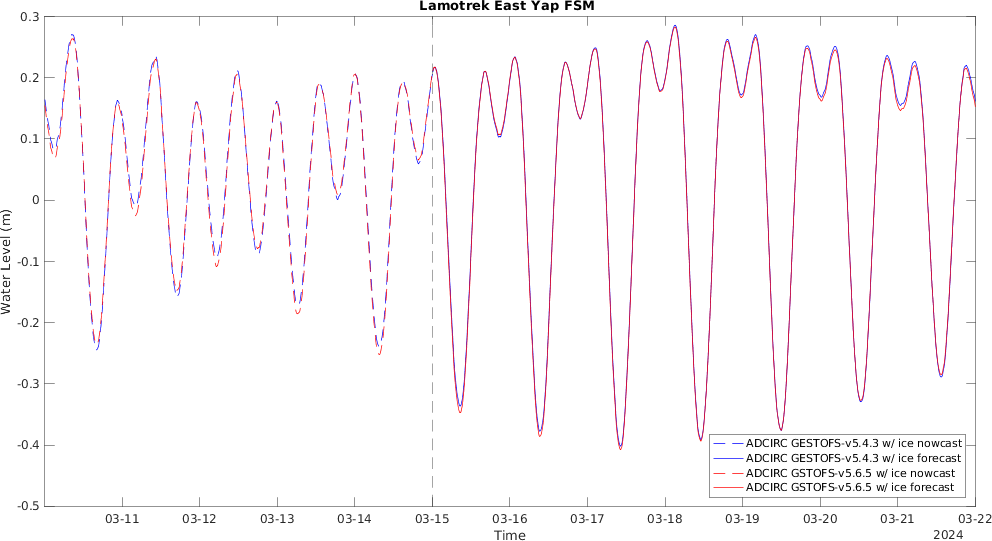 Lamotrek East Yap FSM
0.3
0.2
0.1
0
-0.1
-0.2
-0.3
-0.4
-0.5
Water Level (m)
ADCIRC GESTOFS-v5.4.3 w/ ice nowcast
ADCIRC GESTOFS-v5.4.3 w/ ice forecast
ADCIRC GSTOFS-v5.6.5 w/ ice nowcast
ADCIRC GSTOFS-v5.6.5 w/ ice forecast
03-11 03-12 03-13 03-14 03-15 03-16 03-17 03-18 03-19 03-20 03-21 03-22
Time
2024